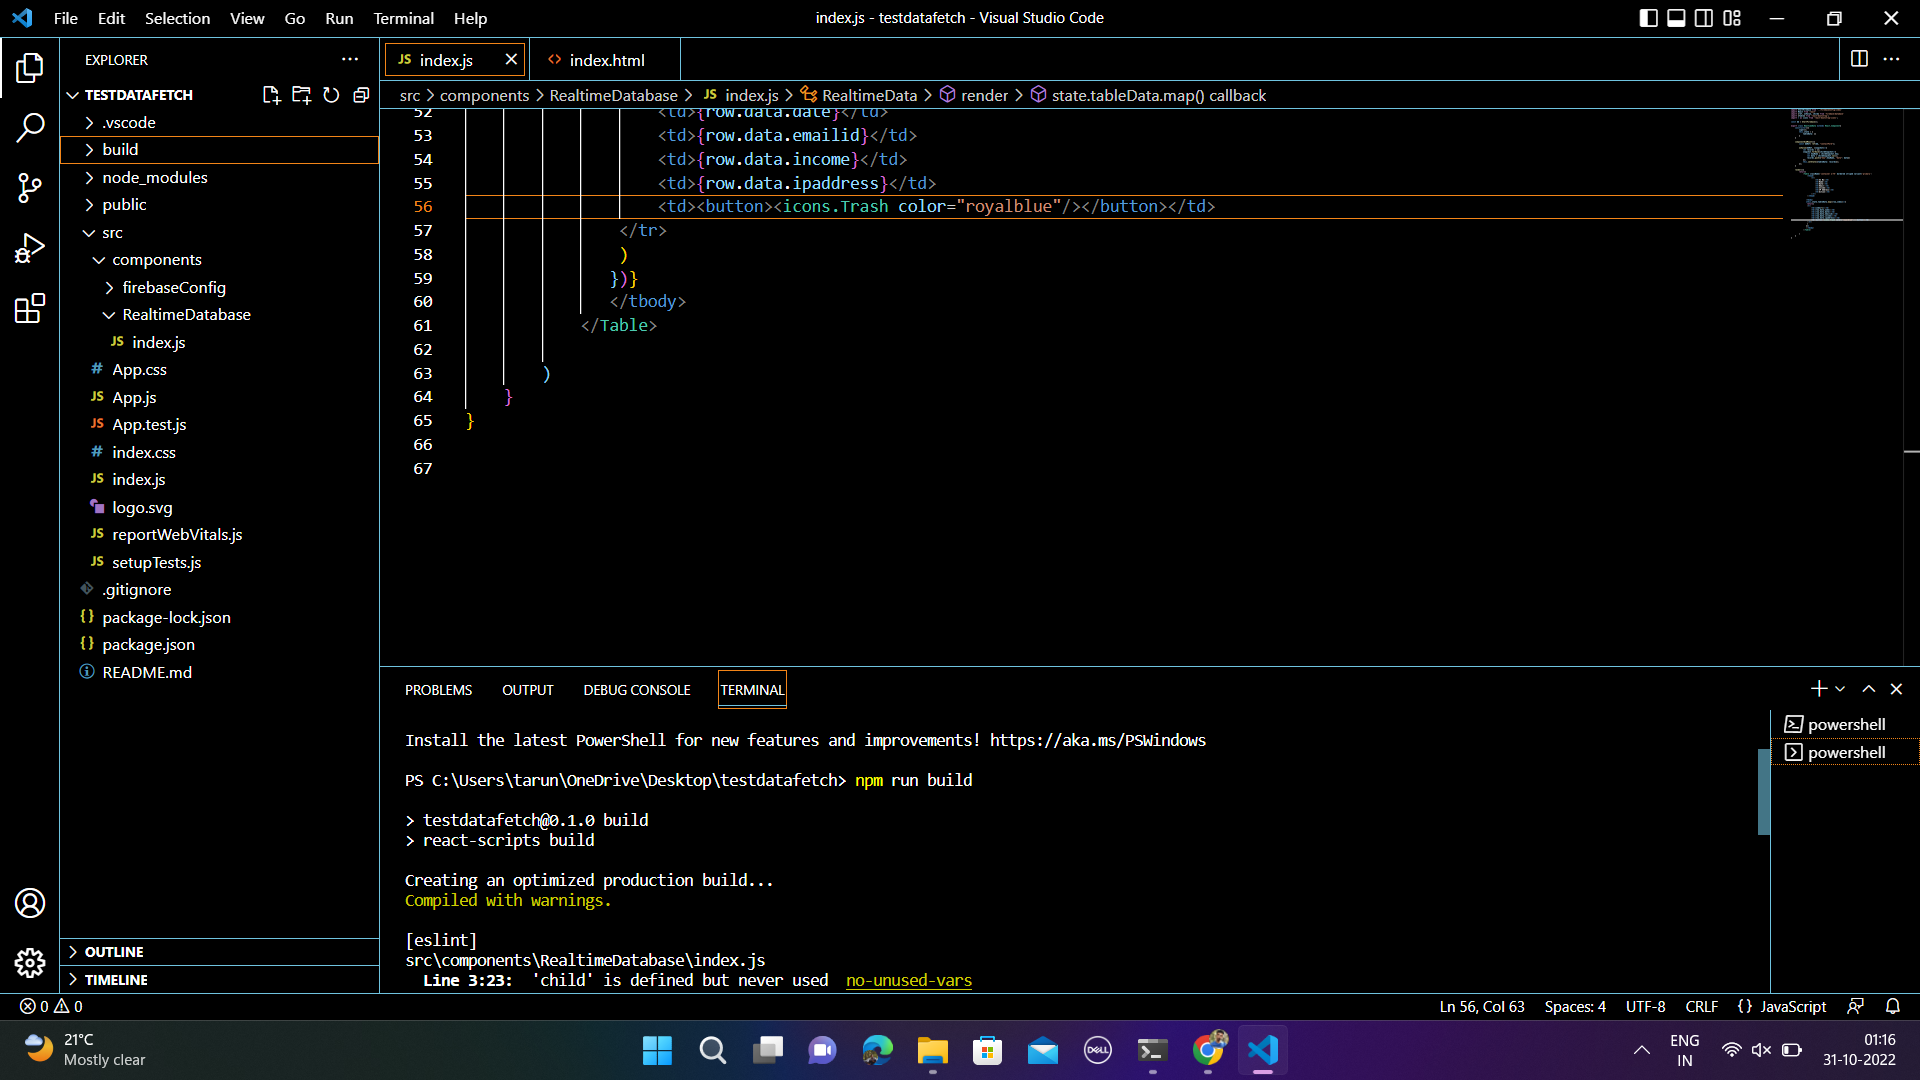 File Edit Selection View Go Run Terminal Help
index.js - testdatafetch - Visual Studio Code
EXPLORER
TESTDATAFETCH
.vscode
build
node_modules
public
src
components
firebaseConfig
RealtimeDatabase
JS index.js
# App.css
JS App.js
JS App.test.js
# index.css
JS index.js
logo.svg
JS reportWebVitals.js
JS setupTests.js
.gitignore
{} package-lock.json
{} package.json
README.md
OUTLINE
TIMELINE
JS index.js
<> index.html
src > components > RealtimeDatabase > JS index.js > RealtimeData > render > state.tableData.map() callback
52 <td>{row.data.date}</td>
53 <td>{row.data.emailid}</td>
54 <td>{row.data.income}</td>
55 <td>{row.data.ipaddress}</td>
56 <td><button><icons.Trash color="royalblue"/></button></td>
57 </tr>
58 )
59 })}
60 </tbody>
61 </Table>
62
63 )
64 }
65 }
66
67
PROBLEMS OUTPUT DEBUG CONSOLE TERMINAL
Install the latest PowerShell for new features and improvements! https://aka.ms/PSWindows
PS C:\Users\tarun\OneDrive\Desktop\testdatafetch> npm run build
> testdatafetch@0.1.0 build
> react-scripts build
Creating an optimized production build...
Compiled with warnings.
[eslint]
src\components\RealtimeDatabase\index.js
Line 3:23: 'child' is defined but never used no-unused-vars
powershell
powershell
0 0
Ln 56, Col 63 Spaces: 4 UTF-8 CRLF {} JavaScript
21°C
Mostly clear
DELL
ENG
IN
01:16
31-10-2022